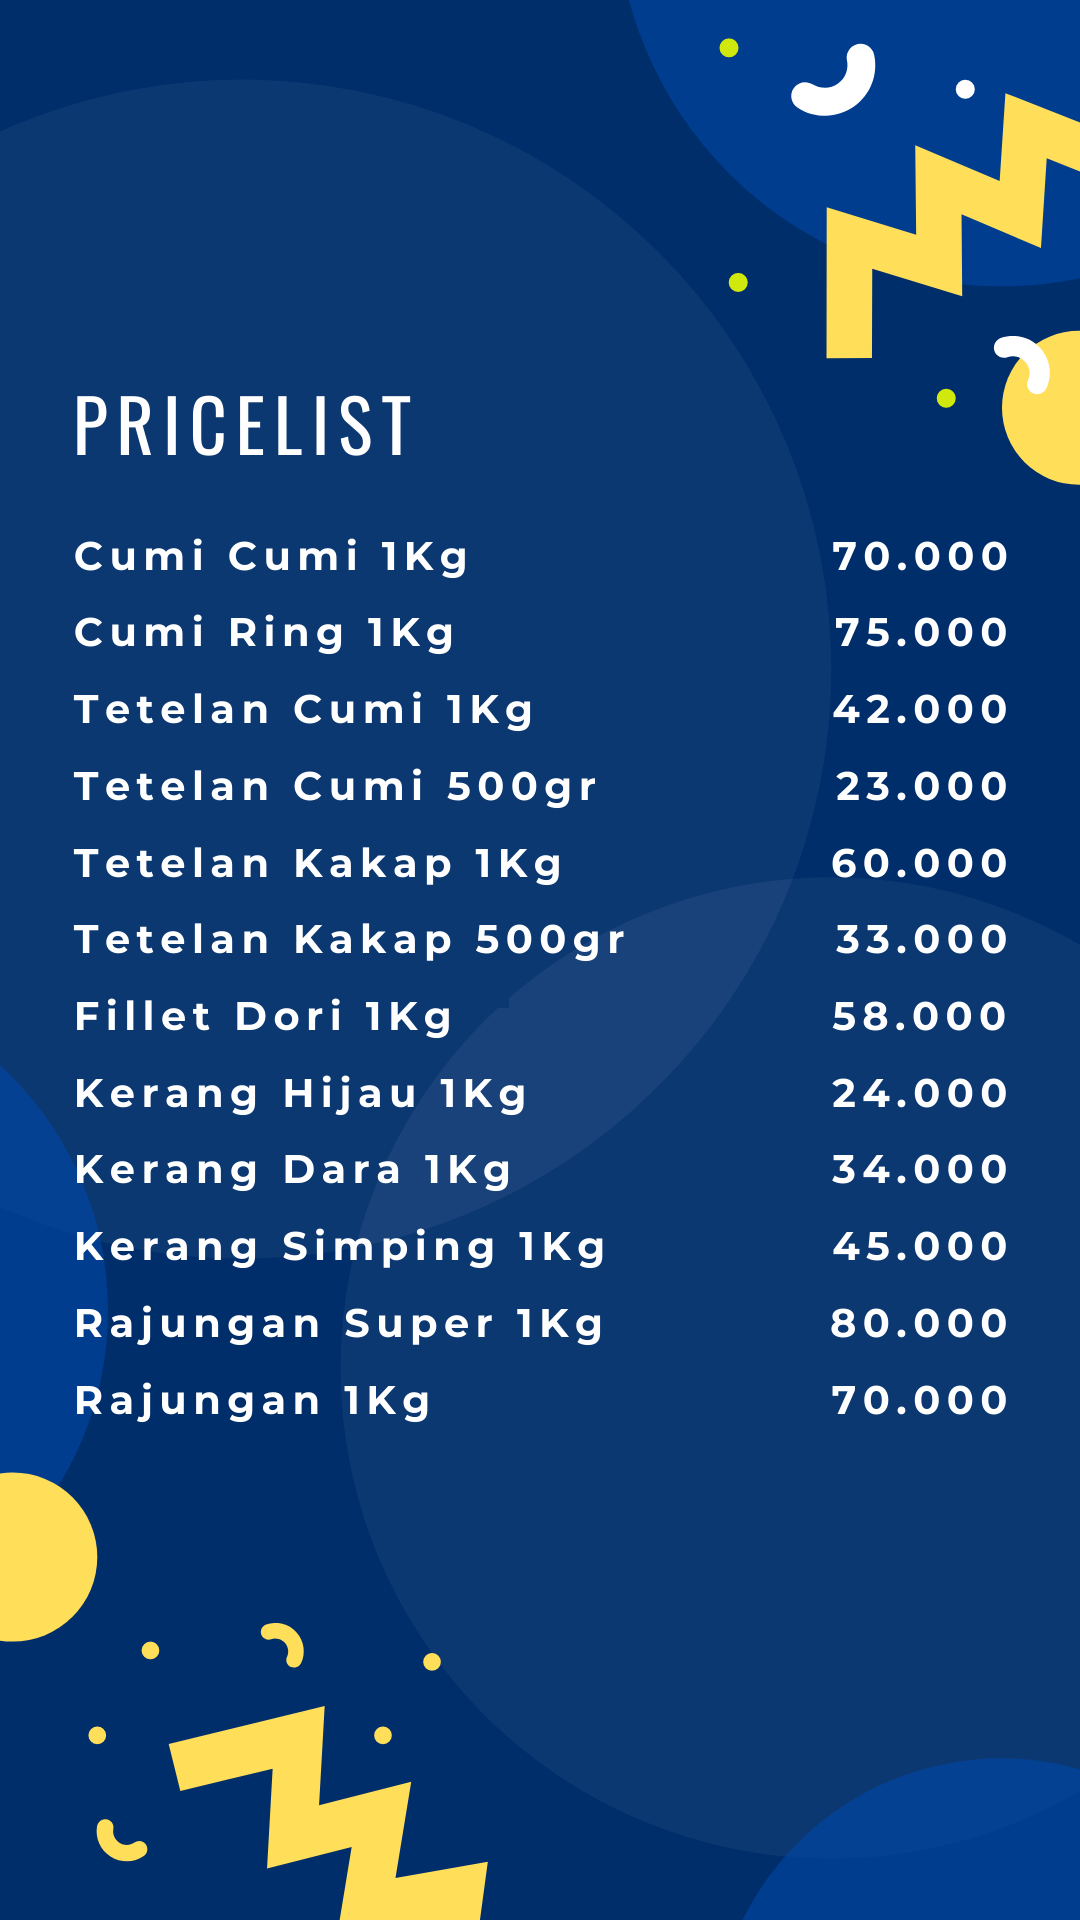 PRICELIST
Cumi Cumi 1Kg 70.000
Cumi Ring 1Kg 75.000
Tetelan Cumi 1Kg 42.000
Tetelan Cumi 500gr 23.000
Tetelan Kakap 1Kg 60.000
Tetelan Kakap 500gr 33.000
Fillet Dori 1Kg 58.000
Kerang Hijau 1Kg 24.000
Kerang Dara 1Kg 34.000
Kerang Simping 1Kg 45.000
Rajungan Super 1Kg 80.000
Rajungan 1Kg 70.000